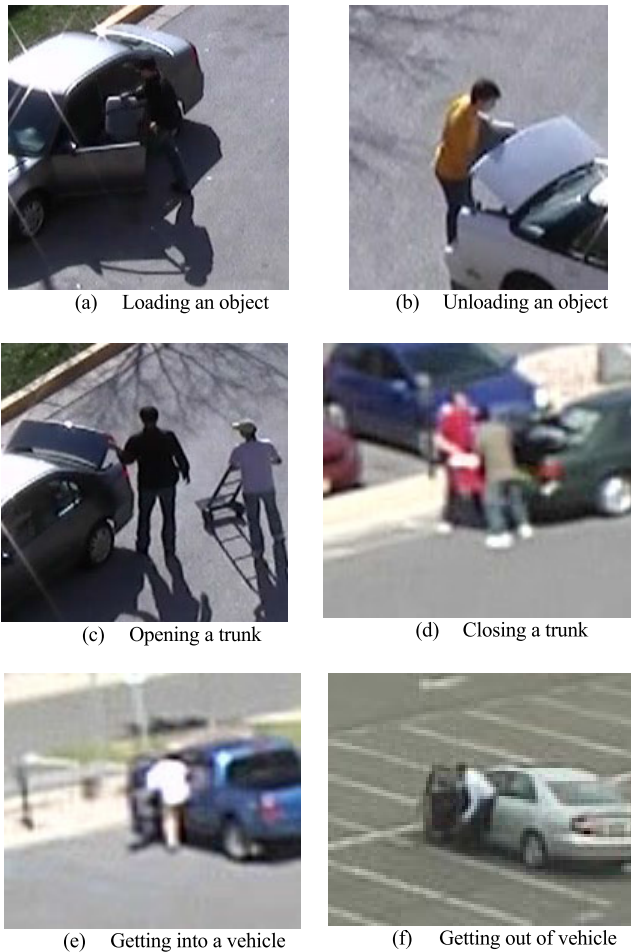 (a) Loading an object
(b) Unloading an object
(c) Opening a trunk
(d) Closing a trunk
(e) Getting into a vehicle
(f) Getting out of vehicle